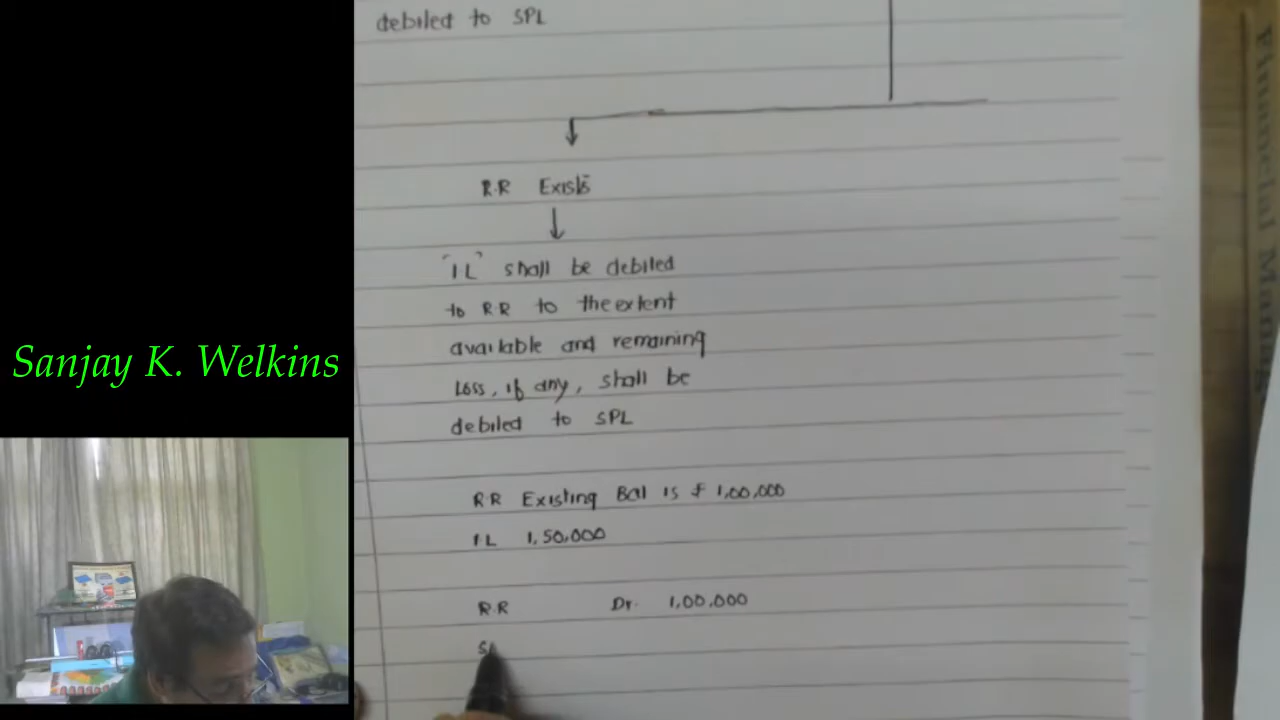 debited to SPL
R.R Exists
"IL" shall be debited
to R.R to the extent
available and remaining
Loss, if any, shall be
debited to SPL
R.R Existing Bal is ₹ 1,00,000
IL 1,50,000
R.R Dr. 1,00,000
Sanjay K. Welkins